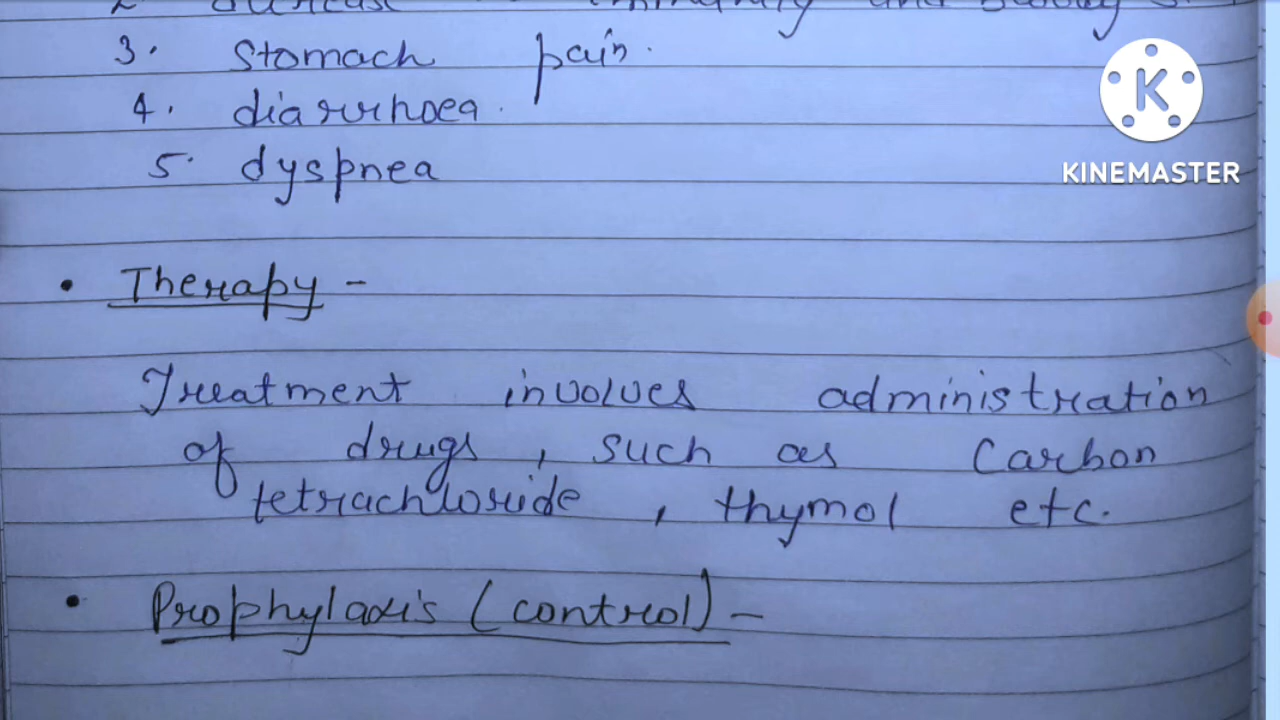 3. Stomach pain.
4. diarrhoea.
5. dyspnea
• Therapy -
Treatment involves administration
of drugs, such as Carbon
tetrachloride, thymol etc.
• Prophylaxis (control) -
K
KINEMASTER